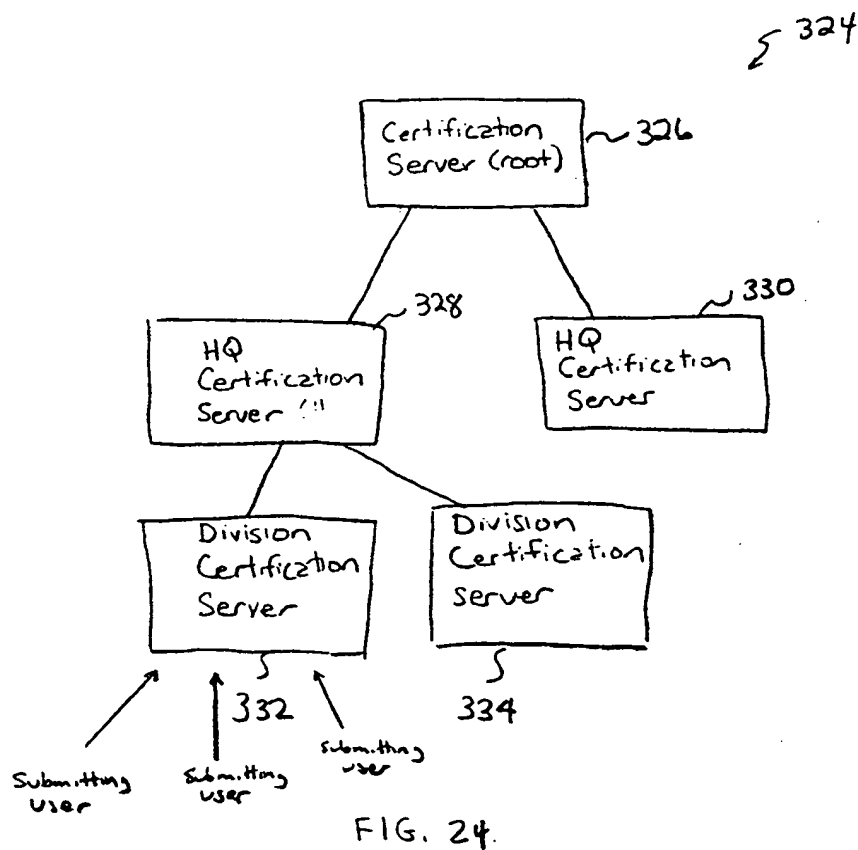 324
Certification
Server (root)
326
328
330
HQ
Certification
Server
HQ
Certification
Server
Division
Certification
Server
Division
Certification
Server
332
334
Submitting
user
Submitting
user
Submitting
user
FIG. 24.